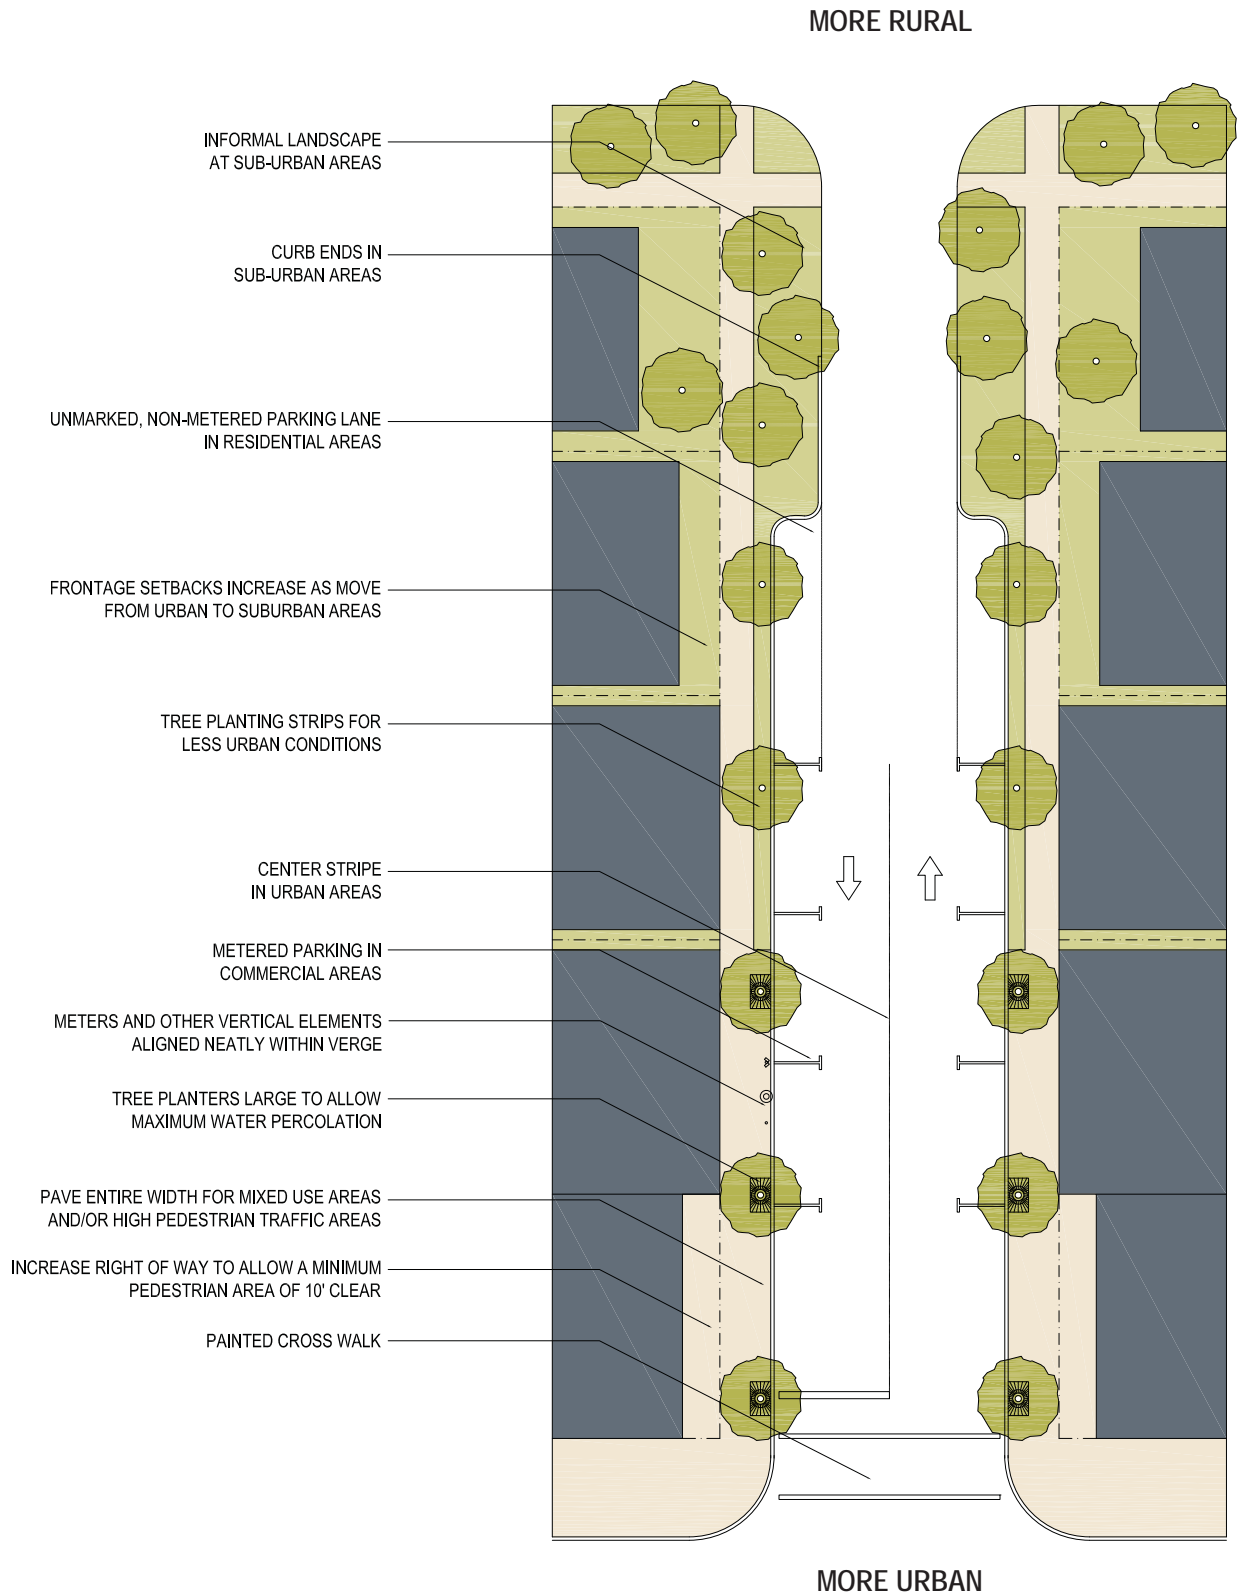 MORE RURAL
INFORMAL LANDSCAPE
AT SUB-URBAN AREAS
CURB ENDS IN
SUB-URBAN AREAS
UNMARKED, NON-METERED PARKING LANE
IN RESIDENTIAL AREAS
FRONTAGE SETBACKS INCREASE AS MOVE
FROM URBAN TO SUBURBAN AREAS
TREE PLANTING STRIPS FOR
LESS URBAN CONDITIONS
CENTER STRIPE
IN URBAN AREAS
METERED PARKING IN
COMMERCIAL AREAS
METERS AND OTHER VERTICAL ELEMENTS
ALIGNED NEATLY WITHIN VERGE
TREE PLANTERS LARGE TO ALLOW
MAXIMUM WATER PERCOLATION
PAVE ENTIRE WIDTH FOR MIXED USE AREAS
AND/OR HIGH PEDESTRIAN TRAFFIC AREAS
INCREASE RIGHT OF WAY TO ALLOW A MINIMUM
PEDESTRIAN AREA OF 10' CLEAR
PAINTED CROSS WALK
MORE URBAN